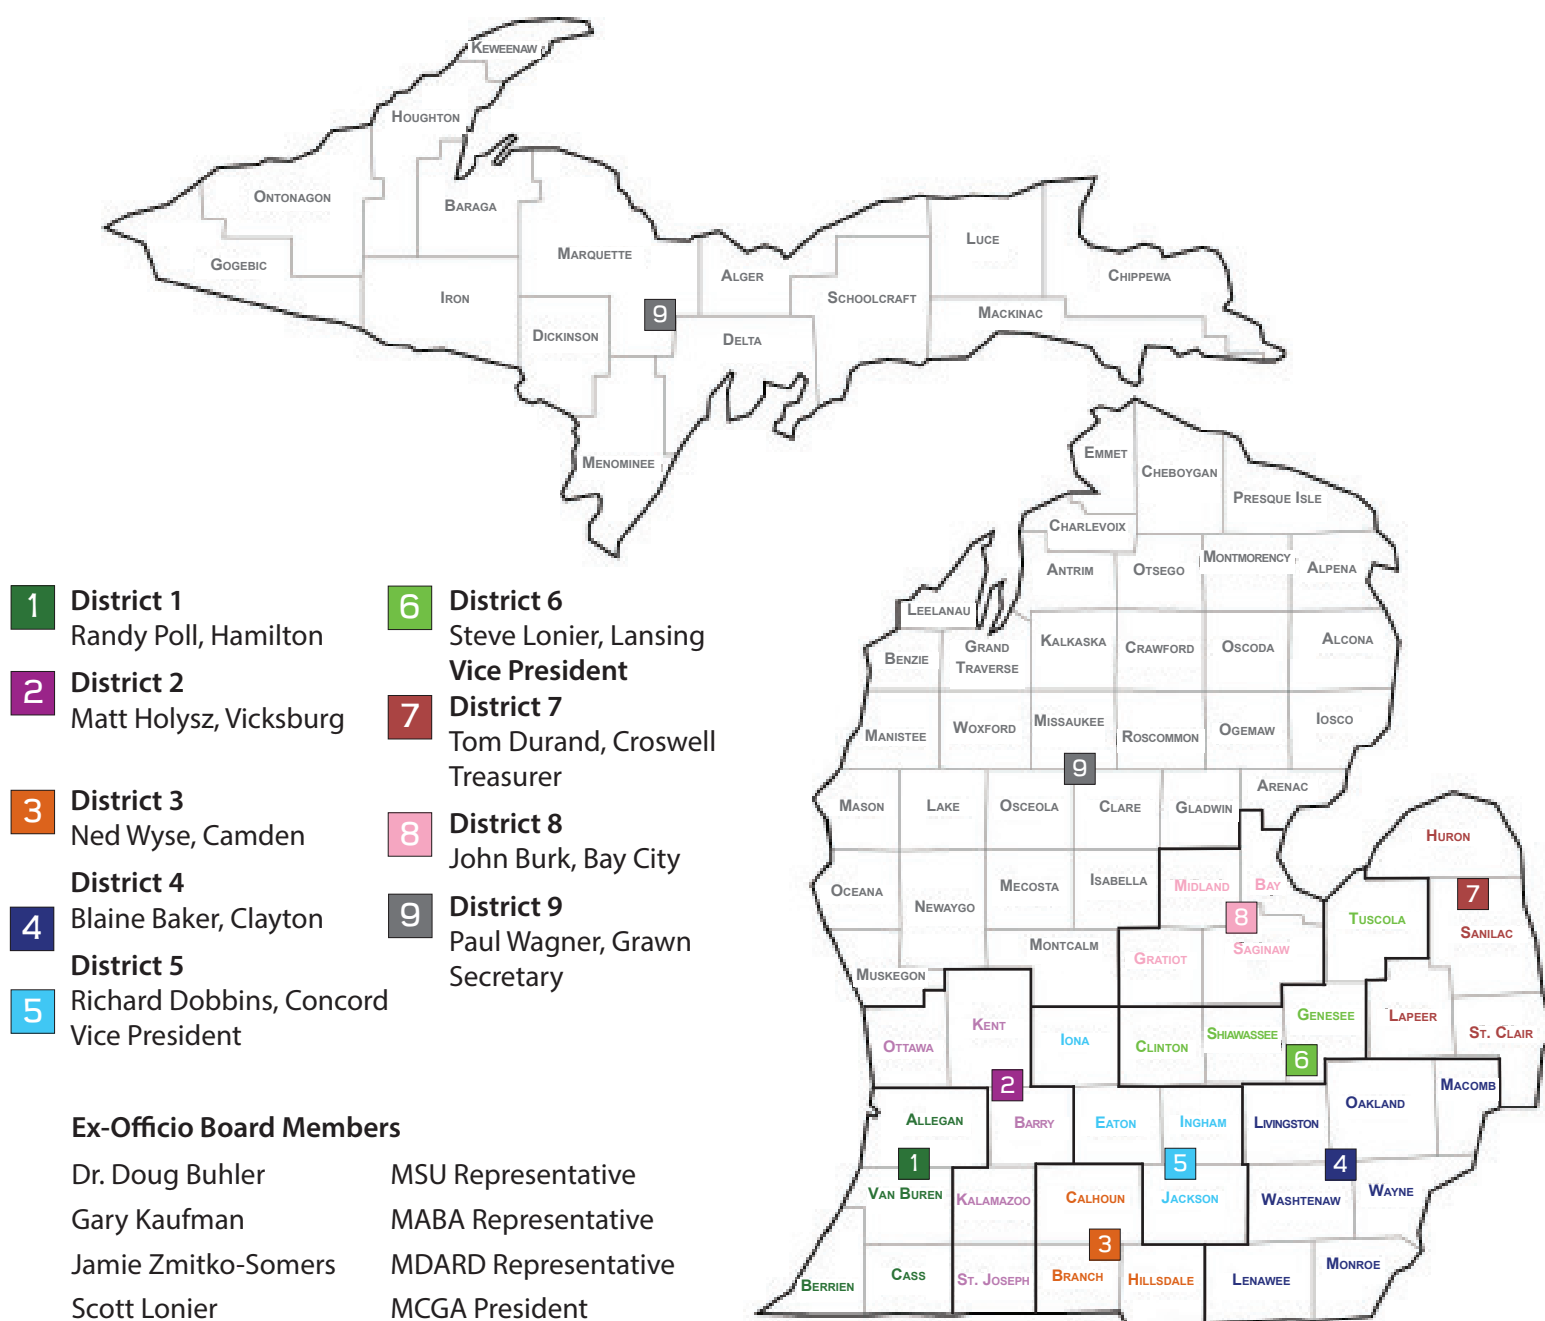 KEWEENAW
HOUGHTON
ONTONAGON
BARAGA
GOGEBIC
MARQUETTE
LUCE
ALGER
CHIPPEWA
IRON
SCHOOLCRAFT
MACKINAC
9
DICKINSON
DELTA
MENOMINEE
EMMET
CHEBOYGAN
PRESQUE ISLE
CHARLEVOIX
ANTRIM
OTSEGO
MONTMORENCY
ALPENA
LEELANAU
BENZIE
GRAND
TRAVERSE
KALKASKA
CRAWFORD
OSCODA
ALCONA
MANISTEE
WOXFORD
MISSAUKEE
ROSCOMMON
OGEMAW
IOSCO
9
MASON
LAKE
OSCEOLA
CLARE
GLADWIN
ARENAC
HURON
OCEANA
NEWAYGO
MECOSTA
ISABELLA
MIDLAND
BAY
7
8
TUSCOLA
SANILAC
MUSKEGON
MONTCALM
GRATIOT
SAGINAW
OTTAWA
KENT
IONA
CLINTON
SHIAWASSEE
GENESEE
LAPEER
ST. CLAIR
6
2
ALLEGAN
BARRY
EATON
INGHAM
LIVINGSTON
OAKLAND
MACOMB
1
5
4
VAN BUREN
KALAMAZOO
CALHOUN
JACKSON
WASHTENAW
WAYNE
3
BERRIEN
CASS
ST. JOSEPH
BRANCH
HILLSDALE
LENAWEE
MONROE
1 District 1
Randy Poll, Hamilton
2 District 2
Matt Holysz, Vicksburg
3 District 3
Ned Wyse, Camden
District 4
4 Blaine Baker, Clayton
District 5
5 Richard Dobbins, Concord
Vice President
6 District 6
Steve Lonier, Lansing
Vice President
7 District 7
Tom Durand, Croswell
Treasurer
8 District 8
John Burk, Bay City
9 District 9
Paul Wagner, Grawn
Secretary
Ex-Officio Board Members
Dr. Doug Buhler MSU Representative
Gary Kaufman MABA Representative
Jamie Zmitko-Somers MDARD Representative
Scott Lonier MCGA President